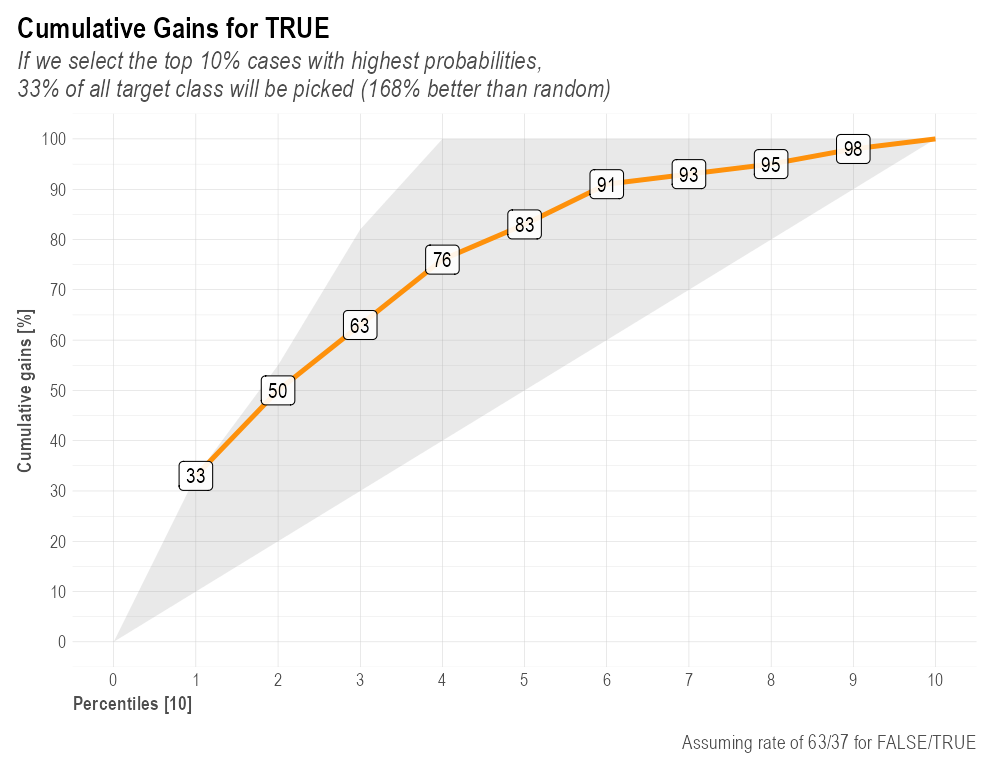 Cumulative Gains for TRUE
If we select the top 10% cases with highest probabilities,
33% of all target class will be picked (168% better than random)
Cumulative gains [%]
100
90
80
70
60
50
40
30
20
10
0
33
50
63
76
83
91
93
95
98
0 1 2 3 4 5 6 7 8 9 10
Percentiles [10]
Assuming rate of 63/37 for FALSE/TRUE